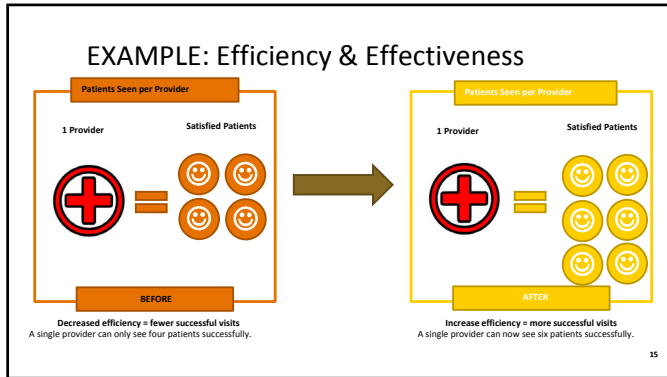 EXAMPLE: Efficiency & Effectiveness
Patients Seen per Provider
1 Provider
Satisfied Patients
BEFORE
Decreased efficiency = fewer successful visits
A single provider can only see four patients successfully.
Patients Seen per Provider
1 Provider
Satisfied Patients
AFTER
Increase efficiency = more successful visits
A single provider can now see six patients successfully.
15